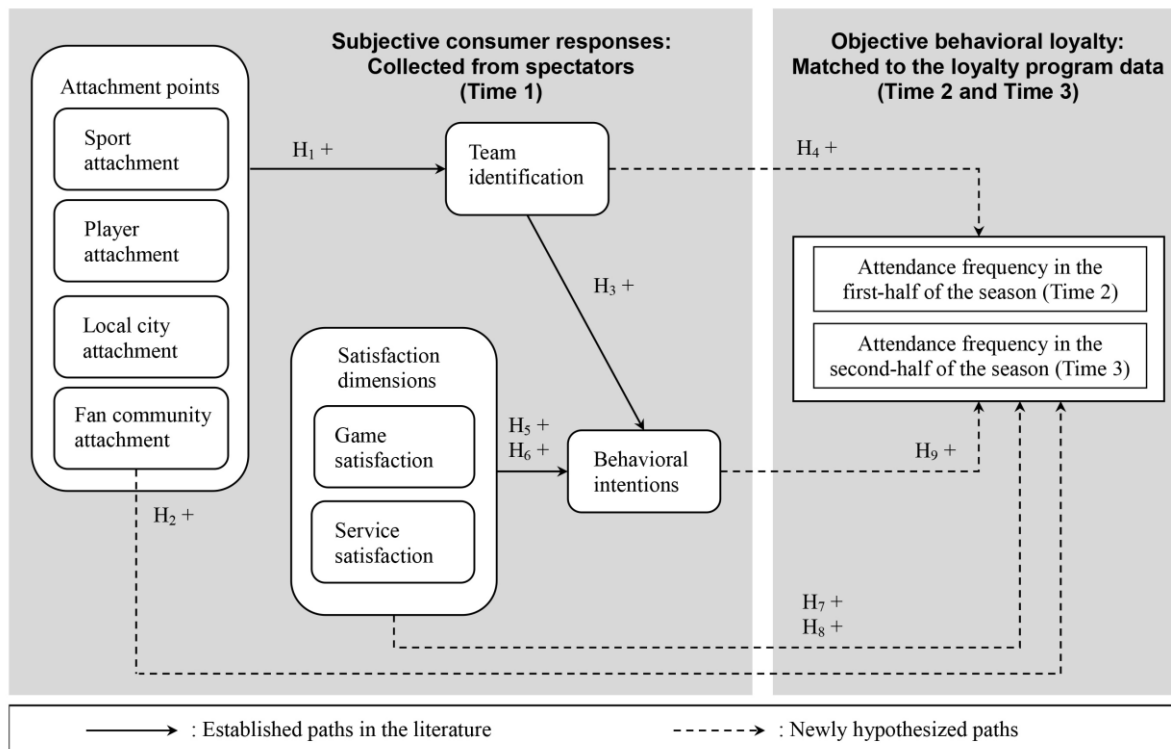 Subjective consumer responses:
Collected from spectators
(Time 1)
Objective behavioral loyalty:
Matched to the loyalty program data
(Time 2 and Time 3)
Attachment points
Sport
attachment
Player
attachment
Local city
attachment
Fan community
attachment
H₁ +
Team
identification
H₄ +
H₃ +
Attendance frequency in the
first-half of the season (Time 2)
Attendance frequency in the
second-half of the season (Time 3)
Satisfaction
dimensions
Game
satisfaction
Service
satisfaction
H₅ +
H₆ +
Behavioral
intentions
H₉ +
H₂ +
H₇ +
H₈ +
: Established paths in the literature
: Newly hypothesized paths